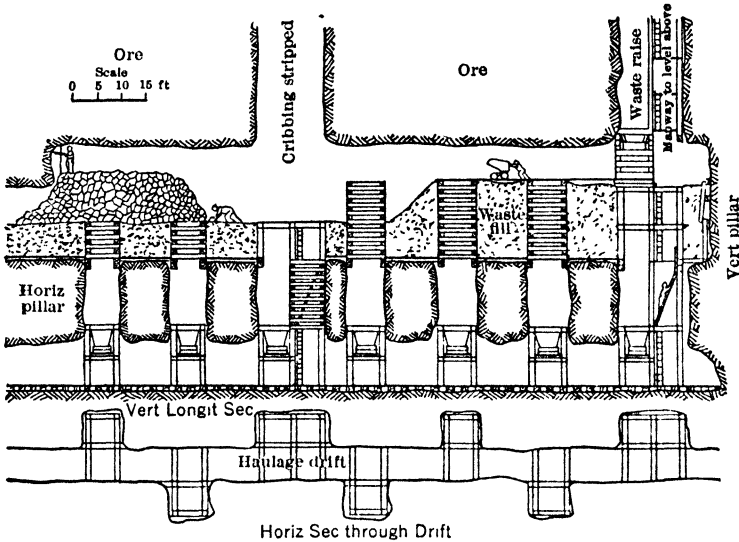 Ore
Scale
0 5 10 15 ft
Cribbing stripped
Ore
Waste raise
Manway to level above
Waste
fill
Horiz
pillar
Vert pillar
Vert Longit Sec
Haulage drift
Horiz Sec through Drift